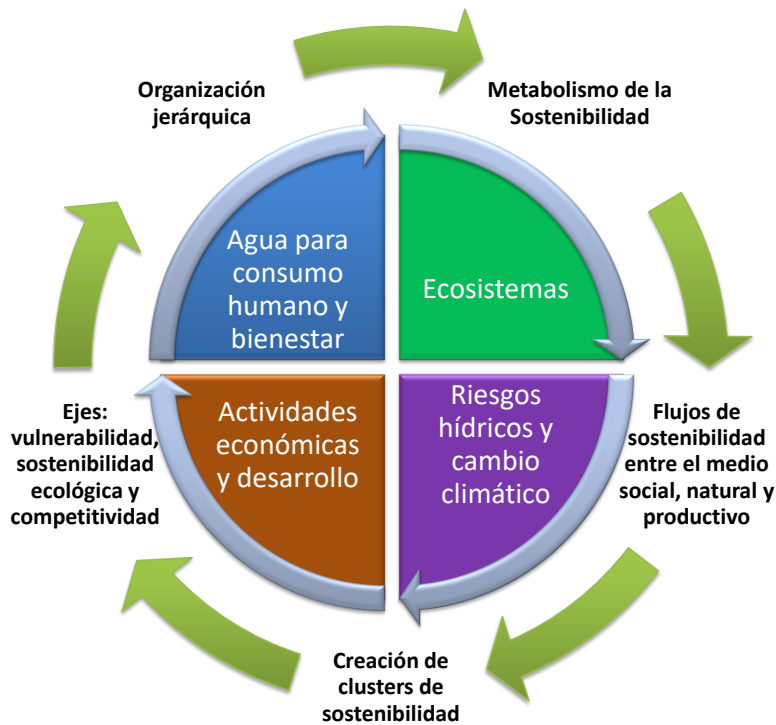 Organización
jerárquica
Metabolismo de la
Sostenibilidad
Agua para
consumo
humano y
bienestar
Ecosistemas
Actividades
económicas
y desarrollo
Riesgos
hídricos y
cambio
climático
Ejes:
vulnerabilidad,
sostenibilidad
ecológica y
competitividad
Flujos de
sostenibilidad
entre el medio
social, natural y
productivo
Creación de
clusters de
sostenibilidad